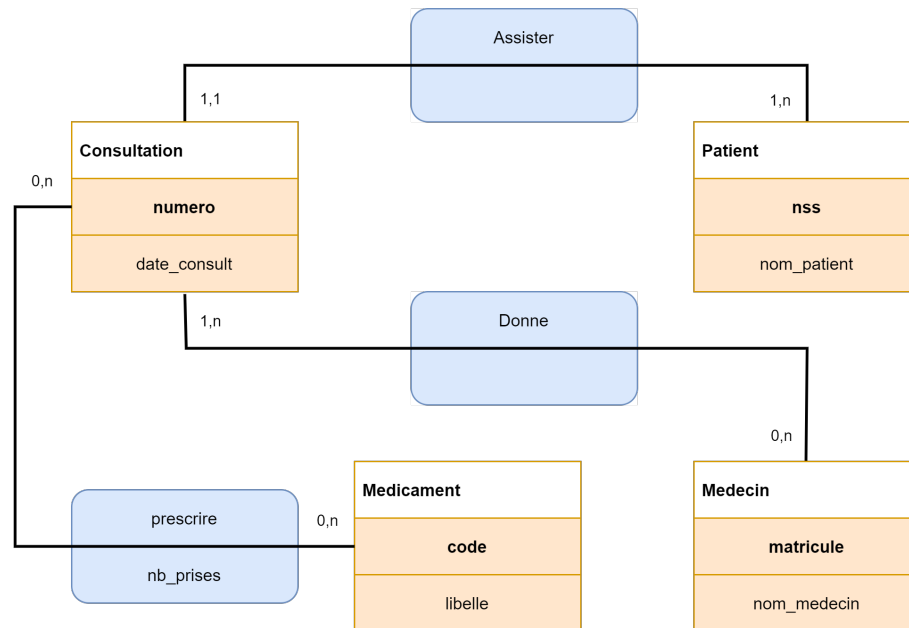 Assister
1,1
1,n
Consultation
Patient
0,n
numero
nss
date_consult
nom_patient
1,n
Donne
0,n
Medicament
Medecin
prescrire
0,n
code
matricule
nb_prises
libelle
nom_medecin